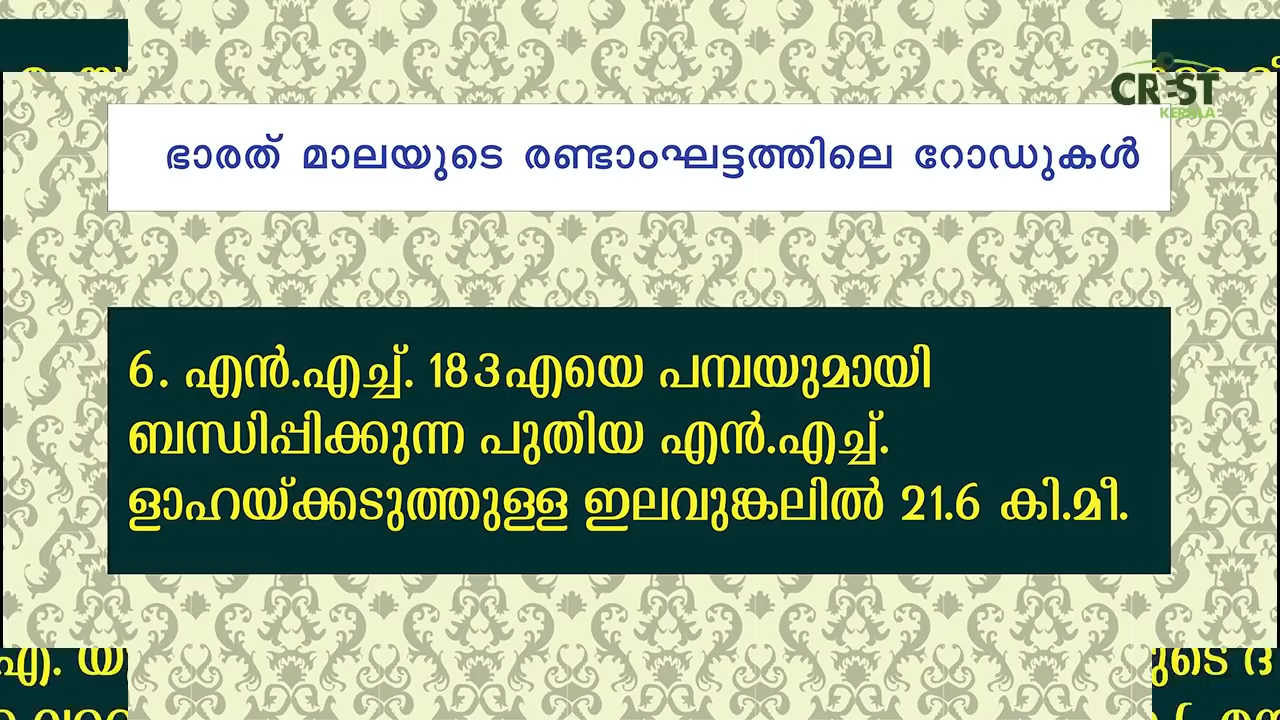 CREST
KERALA
ഭാരത് മാലയുടെ രണ്ടാംഘട്ടത്തിലെ റോഡുകൾ
6. എൻ.എച്ച്. 183എയെ പമ്പയുമായി
ബന്ധിപ്പിക്കുന്ന പുതിയ എൻ.എച്ച്.
ളാഹയ്ക്കടുത്തുള്ള ഇലവുങ്കലിൽ 21.6 കി.മീ.
എ. യ